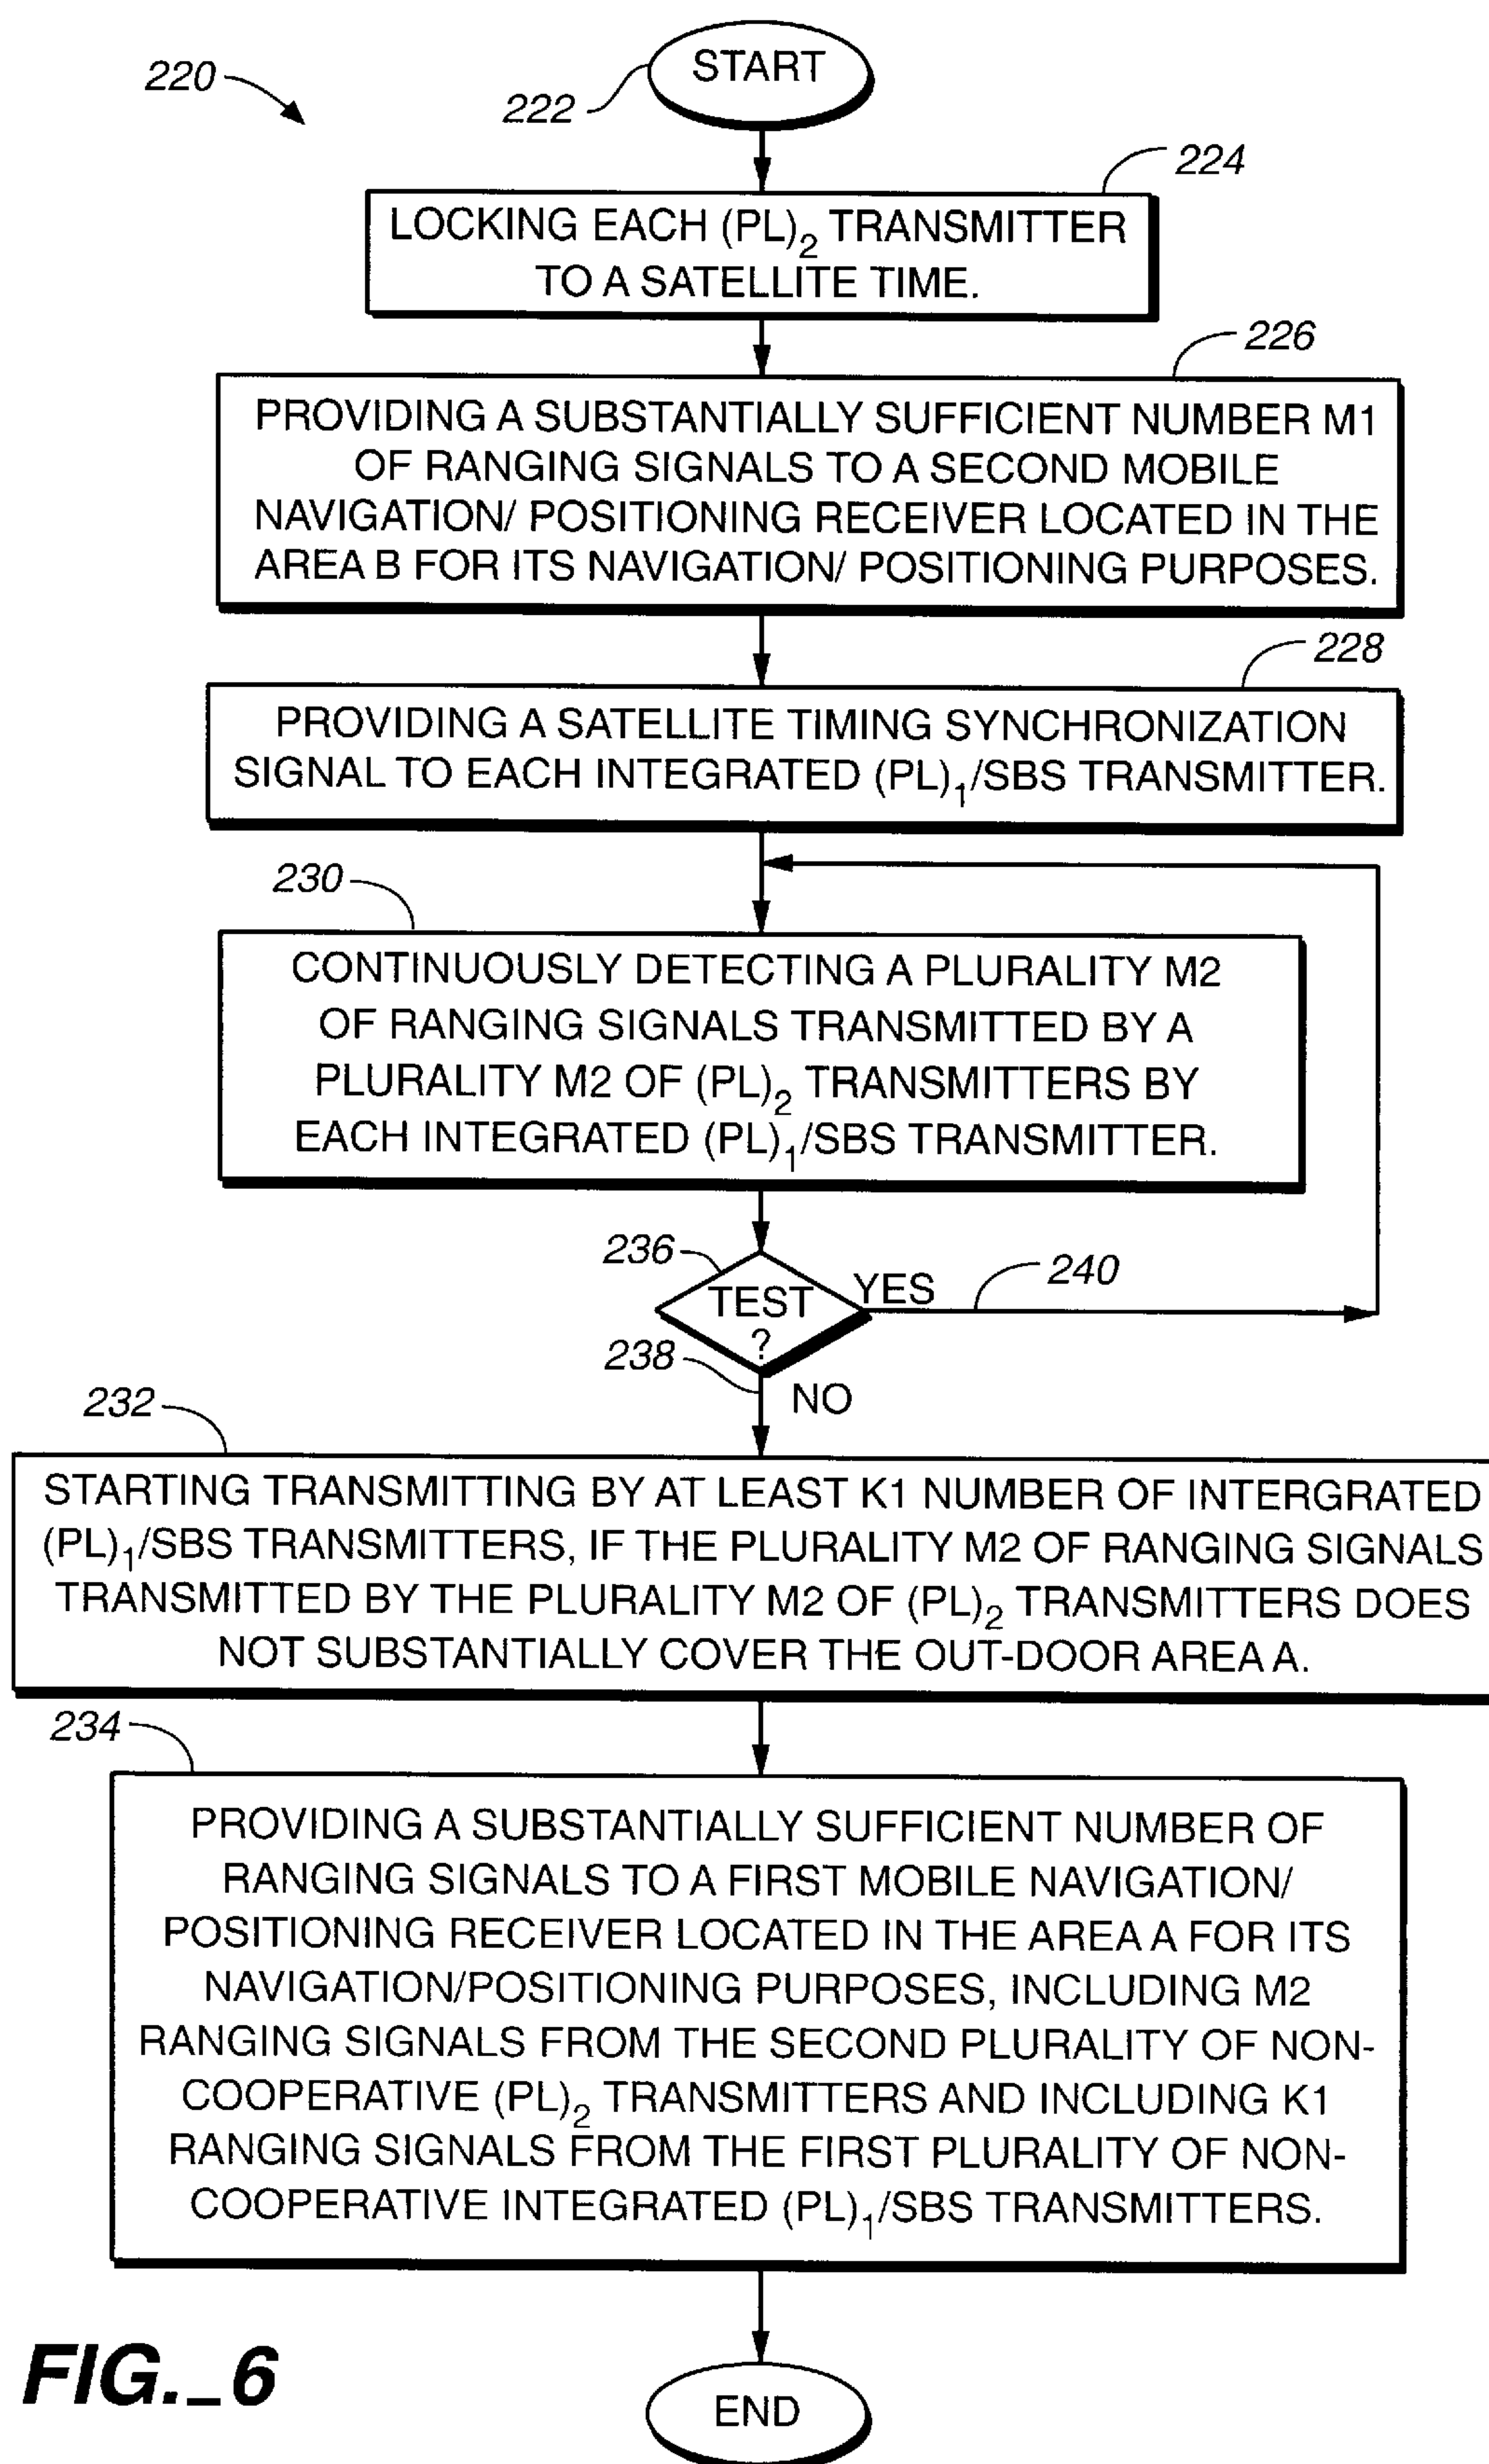 220
START
222
224
LOCKING EACH (PL)₂ TRANSMITTER
TO A SATELLITE TIME.
226
PROVIDING A SUBSTANTIALLY SUFFICIENT NUMBER M1
OF RANGING SIGNALS TO A SECOND MOBILE
NAVIGATION/ POSITIONING RECEIVER LOCATED IN THE
AREA B FOR ITS NAVIGATION/ POSITIONING PURPOSES.
228
PROVIDING A SATELLITE TIMING SYNCHRONIZATION
SIGNAL TO EACH INTEGRATED (PL)₁/SBS TRANSMITTER.
230
CONTINUOUSLY DETECTING A PLURALITY M2
OF RANGING SIGNALS TRANSMITTED BY A
PLURALITY M2 OF (PL)₂ TRANSMITTERS BY
EACH INTEGRATED (PL)₁/SBS TRANSMITTER.
236
TEST
?
YES
240
238
NO
232
STARTING TRANSMITTING BY AT LEAST K1 NUMBER OF INTERGRATED
(PL)₁/SBS TRANSMITTERS, IF THE PLURALITY M2 OF RANGING SIGNALS
TRANSMITTED BY THE PLURALITY M2 OF (PL)₂ TRANSMITTERS DOES
NOT SUBSTANTIALLY COVER THE OUT-DOOR AREA A.
234
PROVIDING A SUBSTANTIALLY SUFFICIENT NUMBER OF
RANGING SIGNALS TO A FIRST MOBILE NAVIGATION/
POSITIONING RECEIVER LOCATED IN THE AREA A FOR ITS
NAVIGATION/POSITIONING PURPOSES, INCLUDING M2
RANGING SIGNALS FROM THE SECOND PLURALITY OF NON-
COOPERATIVE (PL)₂ TRANSMITTERS AND INCLUDING K1
RANGING SIGNALS FROM THE FIRST PLURALITY OF NON-
COOPERATIVE INTEGRATED (PL)₁/SBS TRANSMITTERS.
FIG._6
END